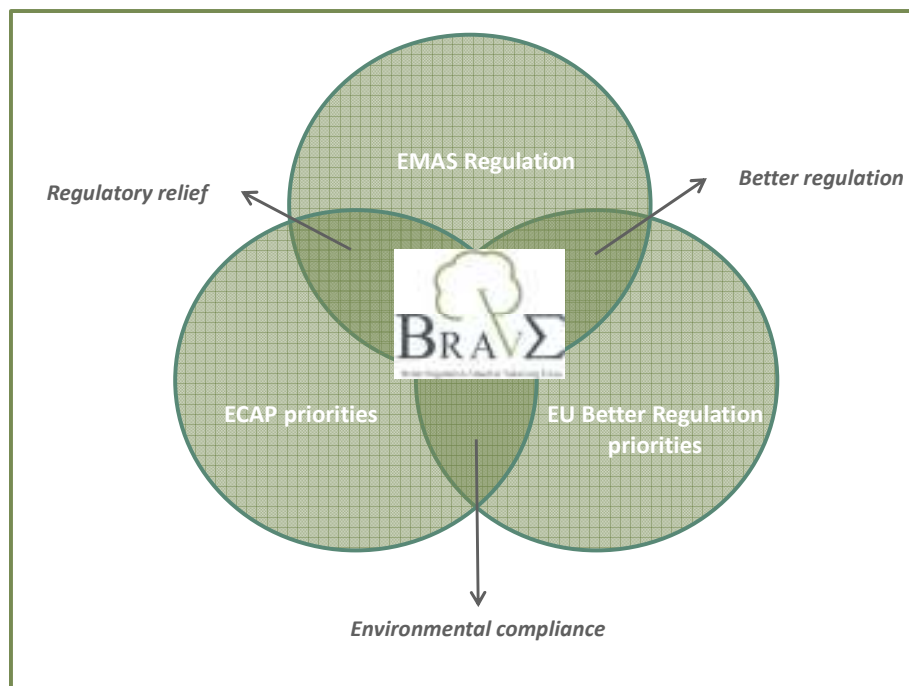 EMAS Regulation
Regulatory relief
Better regulation
BRAVΣ
ECAP priorities
EU Better Regulation
priorities
Environmental compliance